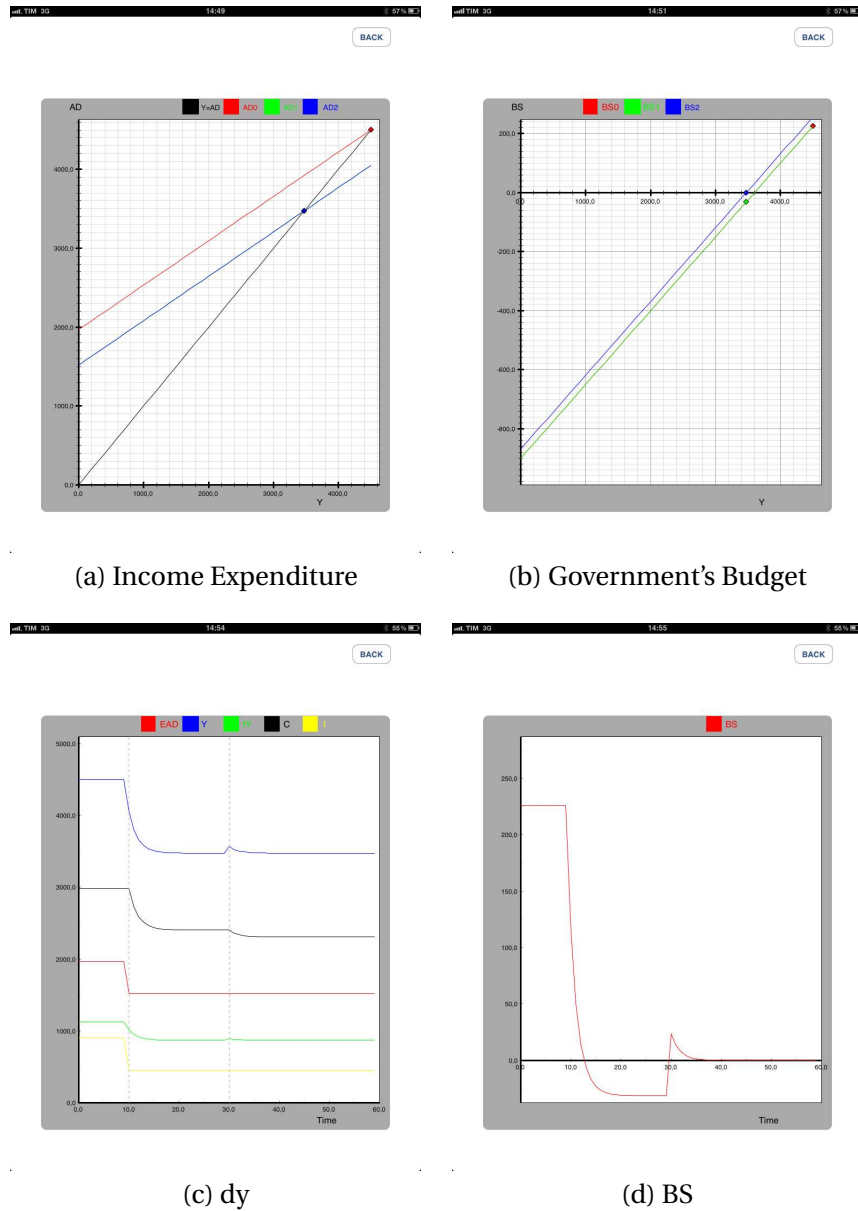 TIM 3G 14:49 57%
BACK
AD Y=AD AD0 AD1 AD2
4000,0
3000,0
2000,0
1000,0
0,0
0,0 1000,0 2000,0 3000,0 4000,0
Y
(a) Income Expenditure
TIM 3G 14:51 57%
BACK
BS BS0 BS1 BS2
200,0
0,0
0,0 1000,0 2000,0 3000,0 4000,0
-200,0
-400,0
-600,0
-800,0
Y
(b) Government's Budget
TIM 3G 14:54 55%
BACK
EAD Y C I
5000,0
4000,0
3000,0
2000,0
1000,0
0,0
0,0 10,0 20,0 30,0 40,0 50,0 60,0
Time
(c) dy
TIM 3G 14:55 55%
BACK
BS
250,0
200,0
150,0
100,0
50,0
0,0
0,0 10,0 20,0 30,0 40,0 50,0 60,0
Time
(d) BS